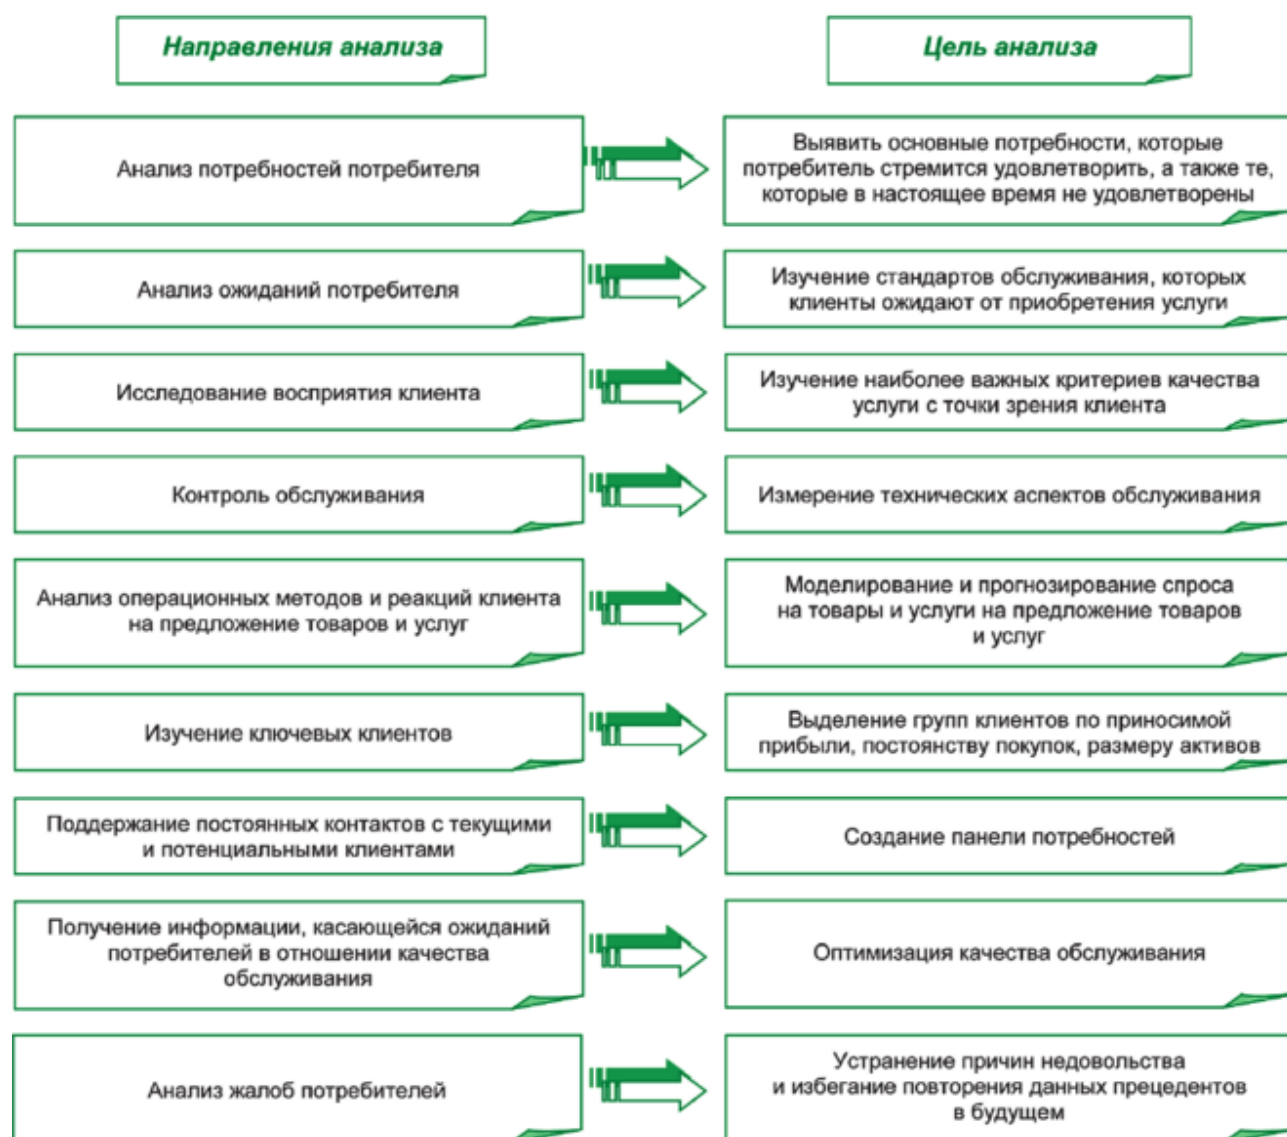 Направления анализа
Цель анализа
Анализ потребностей потребителя
Выявить основные потребности, которые
потребитель стремится удовлетворить, а также те,
которые в настоящее время не удовлетворены
Анализ ожиданий потребителя
Изучение стандартов обслуживания, которых
клиенты ожидают от приобретения услуги
Исследование восприятия клиента
Изучение наиболее важных критериев качества
услуги с точки зрения клиента
Контроль обслуживания
Измерение технических аспектов обслуживания
Анализ операционных методов и реакций клиента
на предложение товаров и услуг
Моделирование и прогнозирование спроса
на товары и услуги на предложение товаров
и услуг
Изучение ключевых клиентов
Выделение групп клиентов по приносимой
прибыли, постоянству покупок, размеру активов
Поддержание постоянных контактов с текущими
и потенциальными клиентами
Создание панели потребностей
Получение информации, касающейся ожиданий
потребителей в отношении качества
обслуживания
Оптимизация качества обслуживания
Анализ жалоб потребителей
Устранение причин недовольства
и избегание повторения данных прецедентов
в будущем